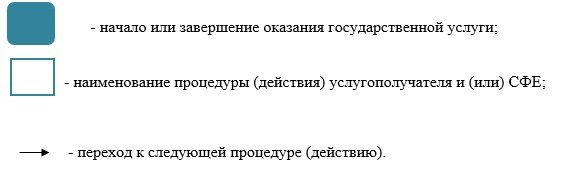 - начало или завершение оказания государственной услуги;
- наименование процедуры (действия) услугополучателя и (или) СФЕ;
- переход к следующей процедуре (действию).